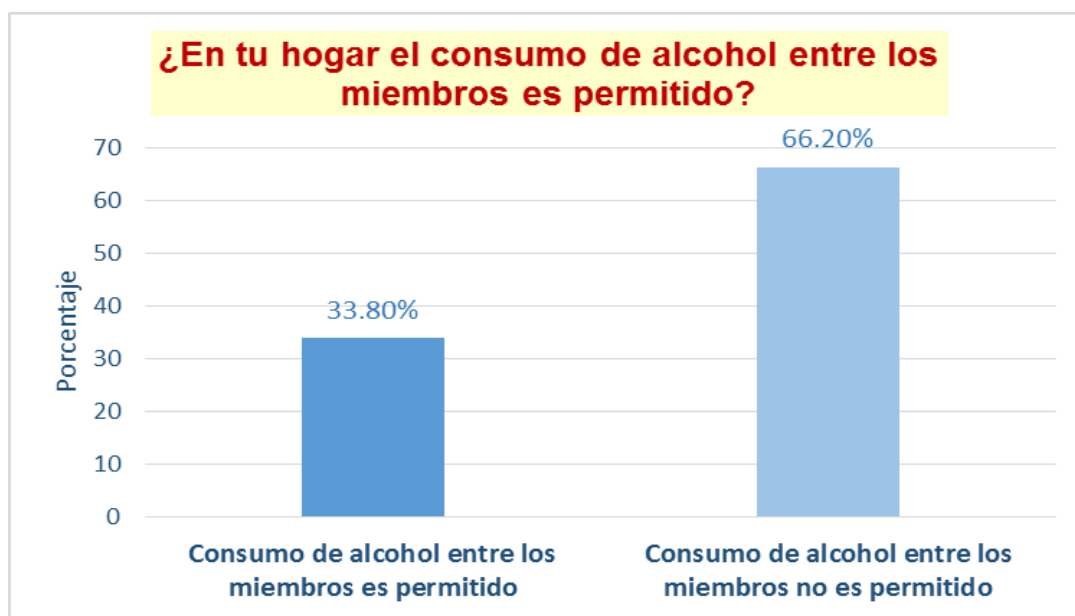 ¿En tu hogar el consumo de alcohol entre los
miembros es permitido?
70
60
50
40
30
20
10
0
Porcentaje
33.80%
66.20%
Consumo de alcohol entre los
miembros es permitido
Consumo de alcohol entre los
miembros no es permitido